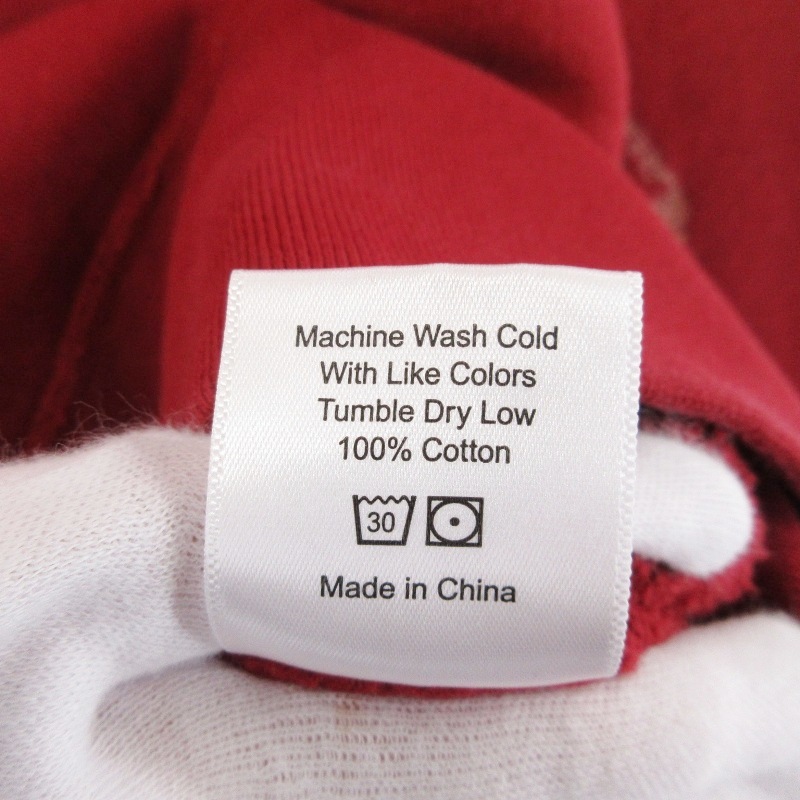 Machine Wash Cold
With Like Colors
Tumble Dry Low
100% Cotton
30
Made in China